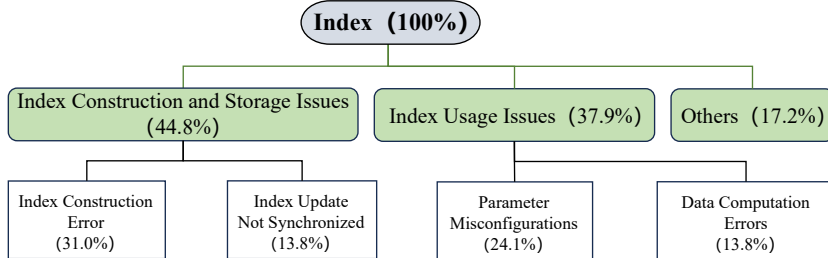 Index (100%)
Index Construction and Storage Issues
(44.8%)
Index Usage Issues (37.9%)
Others (17.2%)
Index Construction
Error
(31.0%)
Index Update
Not Synchronized
(13.8%)
Parameter
Misconfigurations
(24.1%)
Data Computation
Errors
(13.8%)